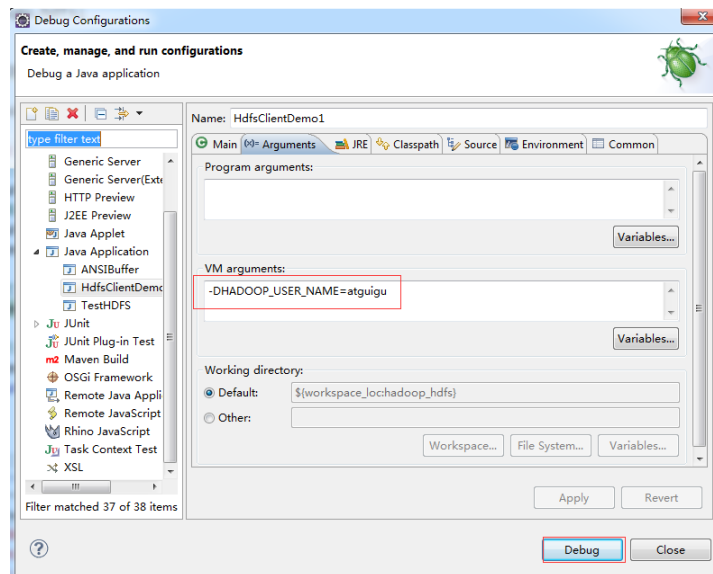 Debug Configurations
Create, manage, and run configurations
Debug a Java application
type filter text
Generic Server
Generic Server(Exte
HTTP Preview
J2EE Preview
Java Applet
Java Application
ANSIBuffer
HdfsClientDemo
TestHDFS
JUnit
JUnit Plug-in Test
Maven Build
OSGi Framework
Remote Java Appli
Remote JavaScript
Rhino JavaScript
Task Context Test
XSL
Filter matched 37 of 38 items
Name: HdfsClientDemo1
Main (x)= Arguments JRE Classpath Source Environment Common
Program arguments:
Variables...
VM arguments:
-DHADOOP_USER_NAME=atguigu
Variables...
Working directory:
Default: ${workspace_loc:hadoop_hdfs}
Other:
Workspace... File System... Variables...
Apply Revert
Debug Close